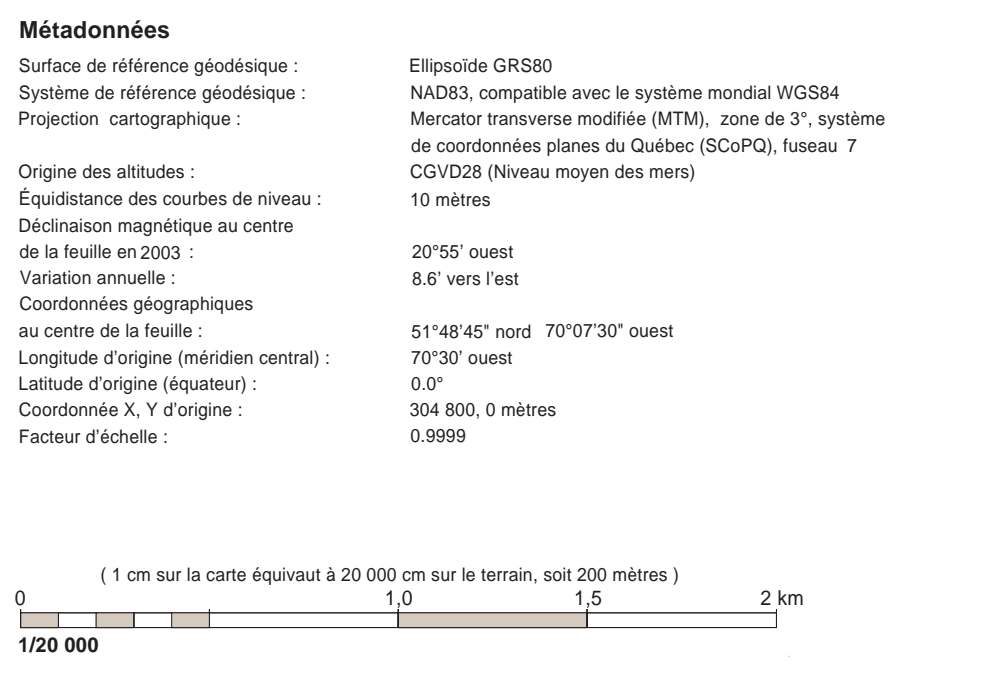 Métadonnées
Surface de référence géodésique : Ellipsoïde GRS80
Système de référence géodésique : NAD83, compatible avec le système mondial WGS84
Projection cartographique : Mercator transverse modifiée (MTM), zone de 3°, système
de coordonnées planes du Québec (SCoPQ), fuseau 7
Origine des altitudes : CGVD28 (Niveau moyen des mers)
Équidistance des courbes de niveau : 10 mètres
Déclinaison magnétique au centre
de la feuille en 2003 : 20°55’ ouest
Variation annuelle : 8.6’ vers l’est
Coordonnées géographiques
au centre de la feuille : 51°48’45" nord 70°07’30" ouest
Longitude d’origine (méridien central) : 70°30’ ouest
Latitude d’origine (équateur) : 0.0°
Coordonnée X, Y d’origine : 304 800, 0 mètres
Facteur d’échelle : 0.9999
( 1 cm sur la carte équivaut à 20 000 cm sur le terrain, soit 200 mètres )
0 1,0 1,5 2 km
1/20 000